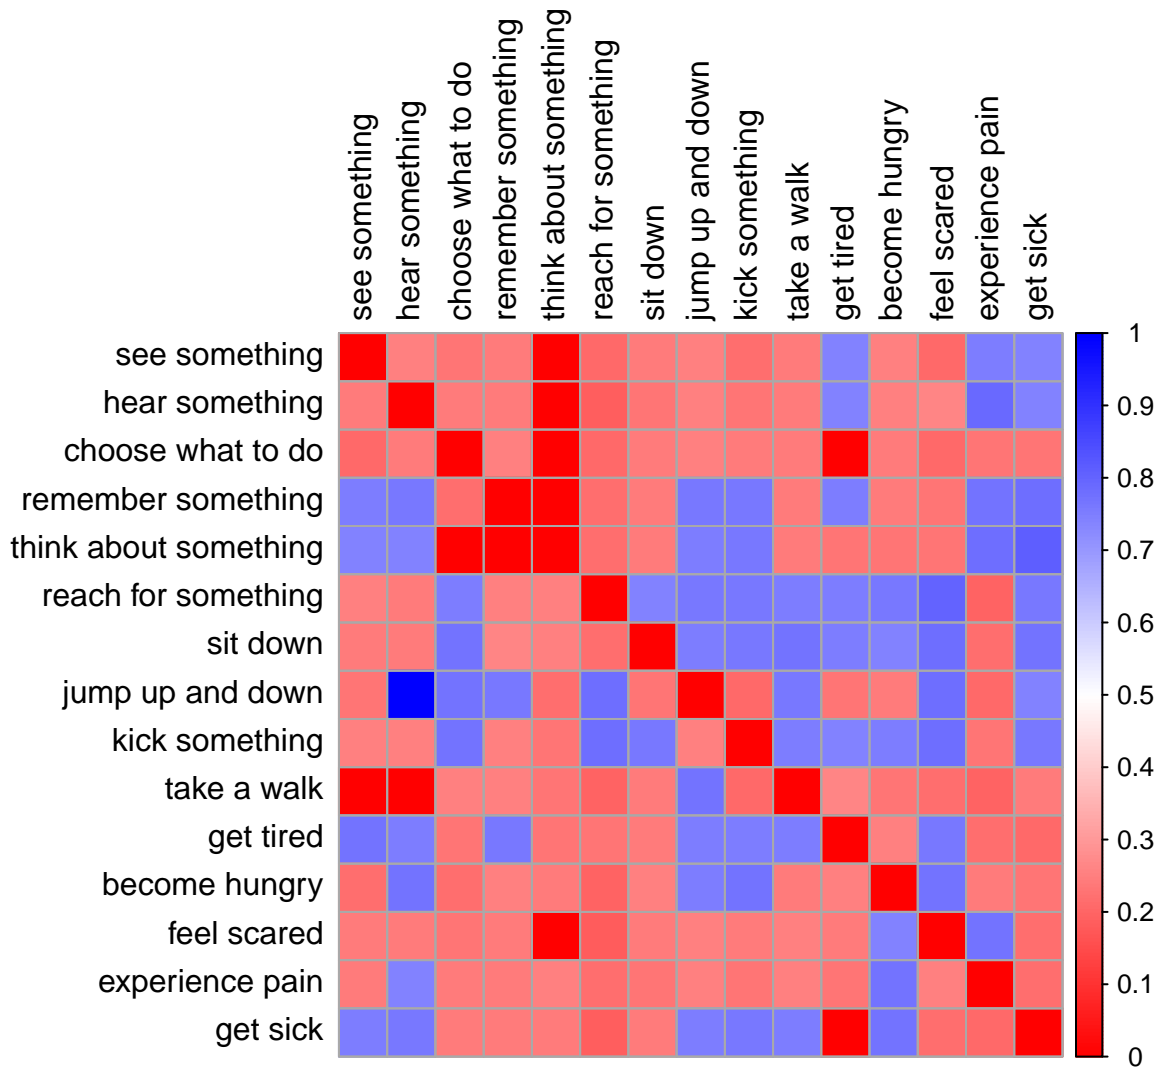 see something
hear something
choose what to do
remember something
think about something
reach for something
sit down
jump up and down
kick something
take a walk
get tired
become hungry
feel scared
experience pain
get sick
see something
hear something
choose what to do
remember something
think about something
reach for something
sit down
jump up and down
kick something
take a walk
get tired
become hungry
feel scared
experience pain
get sick
1
0.9
0.8
0.7
0.6
0.5
0.4
0.3
0.2
0.1
0